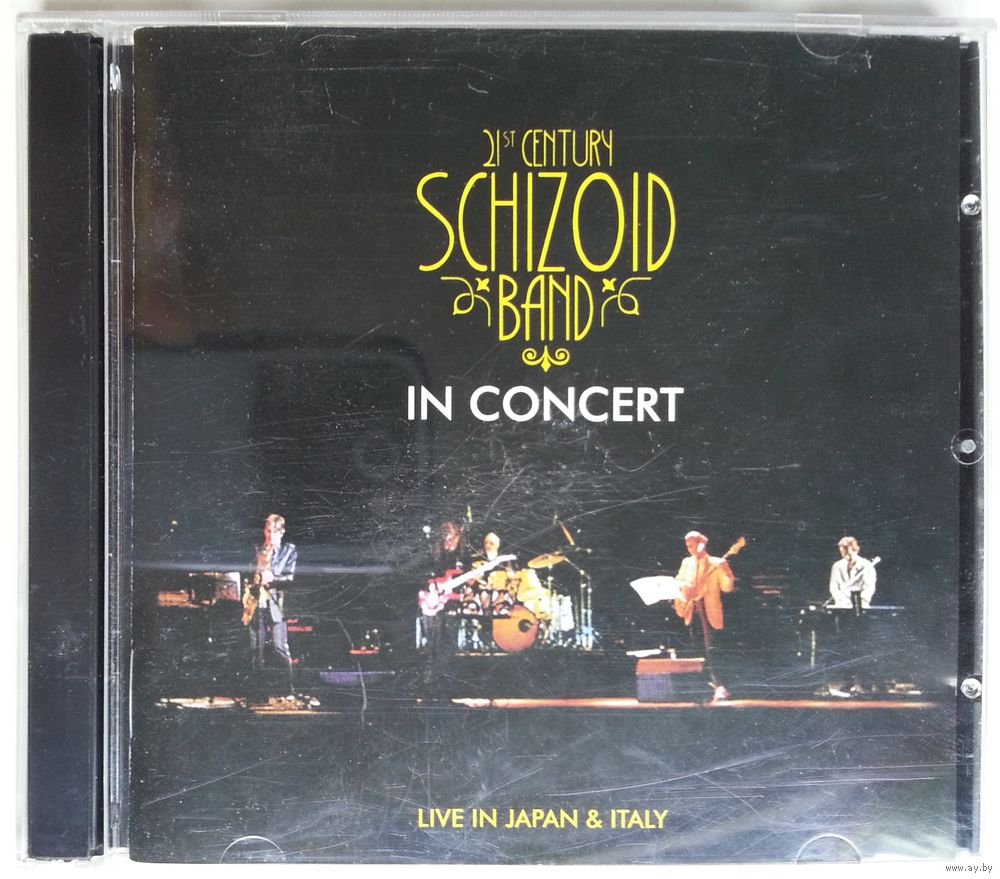 21ST CENTURY
SCHIZOID
BAND
IN CONCERT
LIVE IN JAPAN & ITALY
www.ay.by